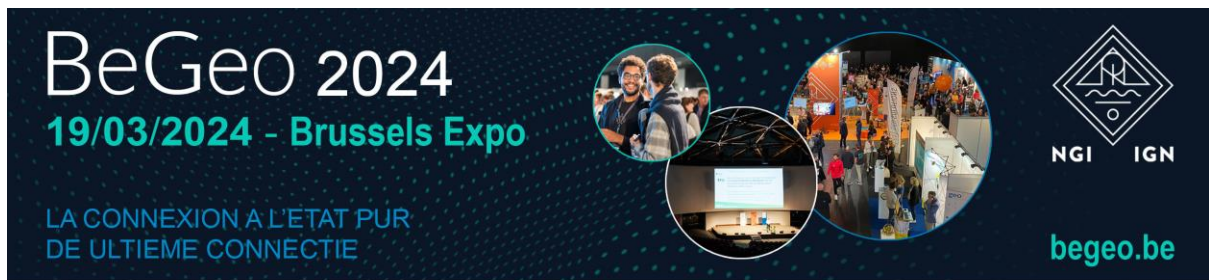 BeGeo 2024
19/03/2024 - Brussels Expo
LA CONNEXION A L'ETAT PUR
DE ULTIEME CONNECTIE
NGI IGN
begeo.be